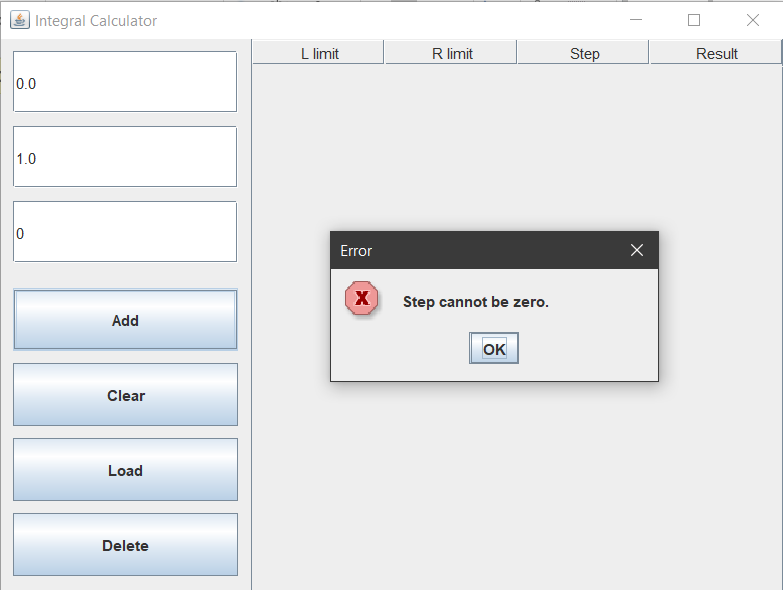 Integral Calculator
L limit R limit Step Result
0.0
1.0
0
Add
Clear
Load
Delete
Error
X
Step cannot be zero.
OK